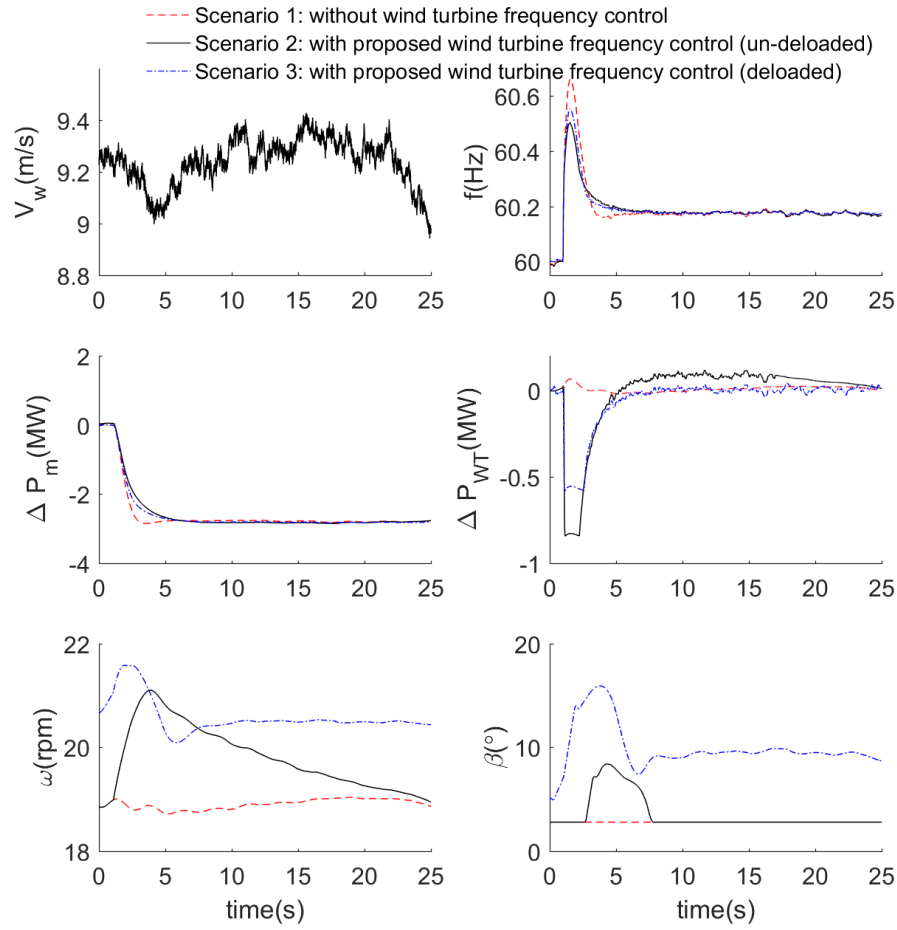 Scenario 1: without wind turbine frequency control
Scenario 2: with proposed wind turbine frequency control (un-deloaded)
Scenario 3: with proposed wind turbine frequency control (deloaded)
V_w(m/s)
9.4
9.2
9
8.8
0 5 10 15 20 25
f(Hz)
60.6
60.4
60.2
60
0 5 10 15 20 25
Δ P_m(MW)
2
0
-2
-4
0 5 10 15 20 25
Δ P_WT(MW)
0
-0.5
-1
0 5 10 15 20 25
ω(rpm)
22
20
18
0 5 10 15 20 25
time(s)
β(°)
20
10
0
0 5 10 15 20 25
time(s)